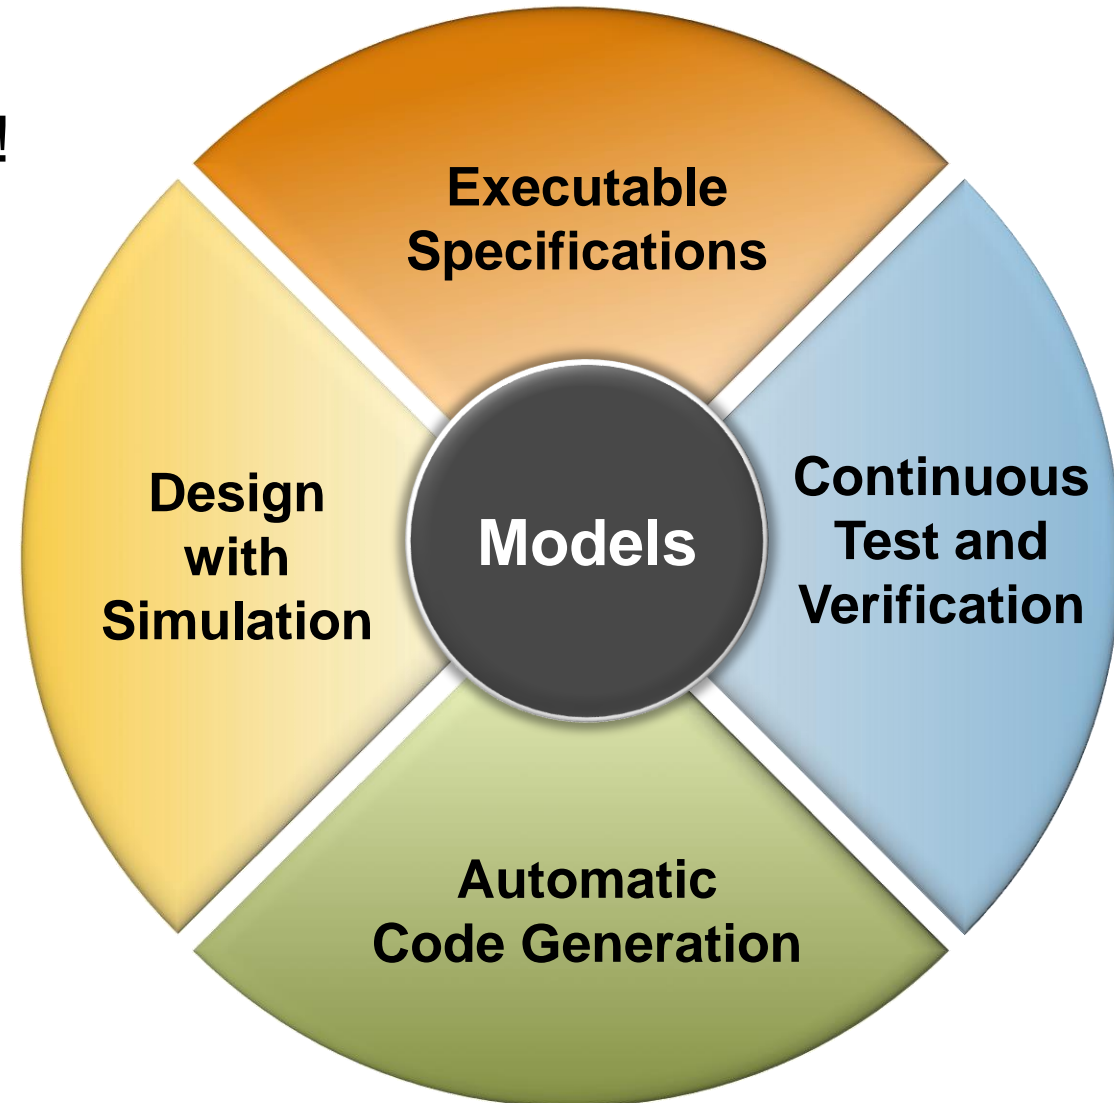 !
Executable
Specifications
Design
with
Simulation
Models
Continuous
Test and
Verification
Automatic
Code Generation